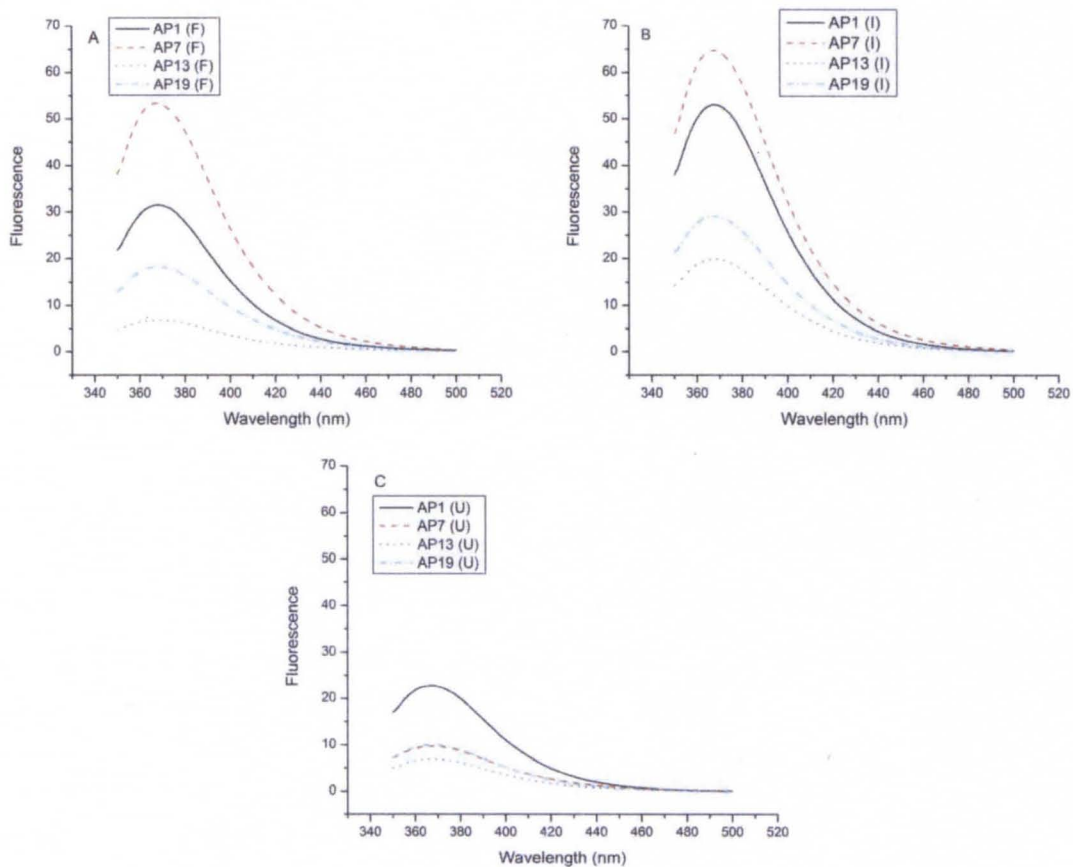 A
AP1 (F)
AP7 (F)
AP13 (F)
AP19 (F)
70
60
50
40
30
20
10
0
Fluorescence
340 360 380 400 420 440 460 480 500 520
Wavelength (nm)
B
AP1 (I)
AP7 (I)
AP13 (I)
AP19 (I)
70
60
50
40
30
20
10
0
Fluorescence
340 360 380 400 420 440 460 480 500 520
Wavelength (nm)
C
AP1 (U)
AP7 (U)
AP13 (U)
AP19 (U)
70
60
50
40
30
20
10
0
Fluorescence
340 360 380 400 420 440 460 480 500 520
Wavelength (nm)